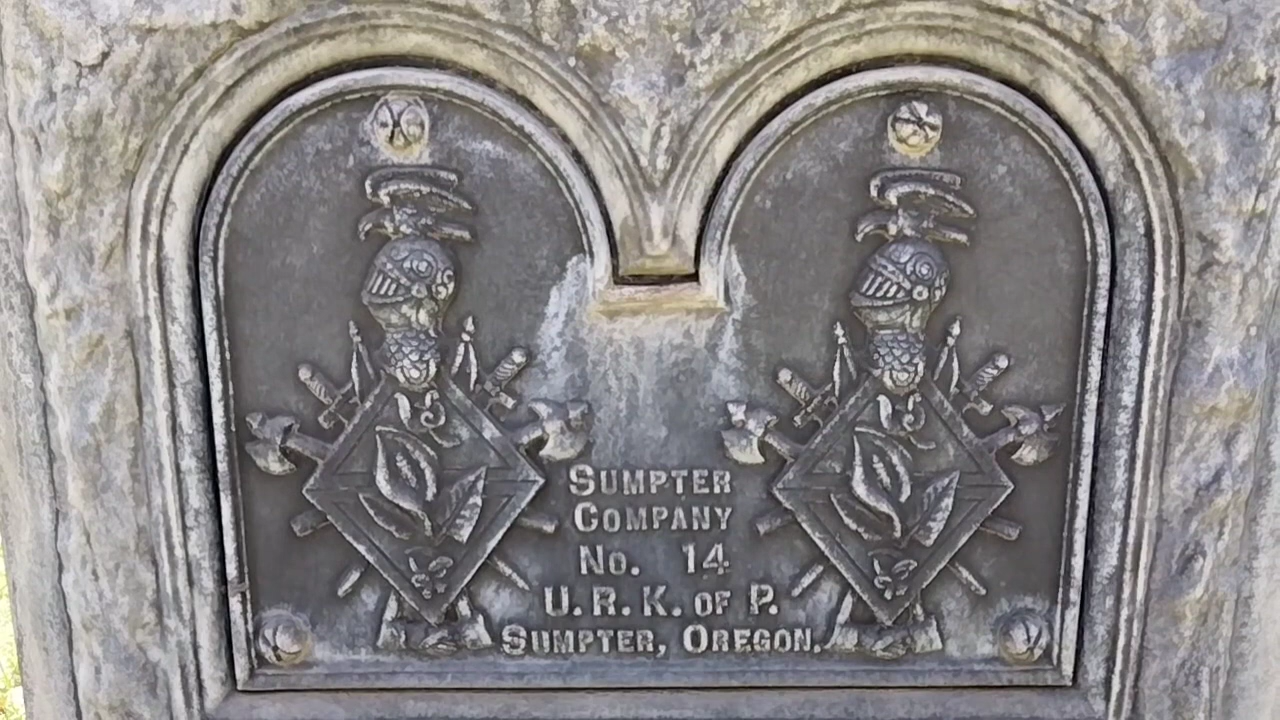 SUMPTER
COMPANY
NO. 14
U. R. K. OF P.
SUMPTER, OREGON.